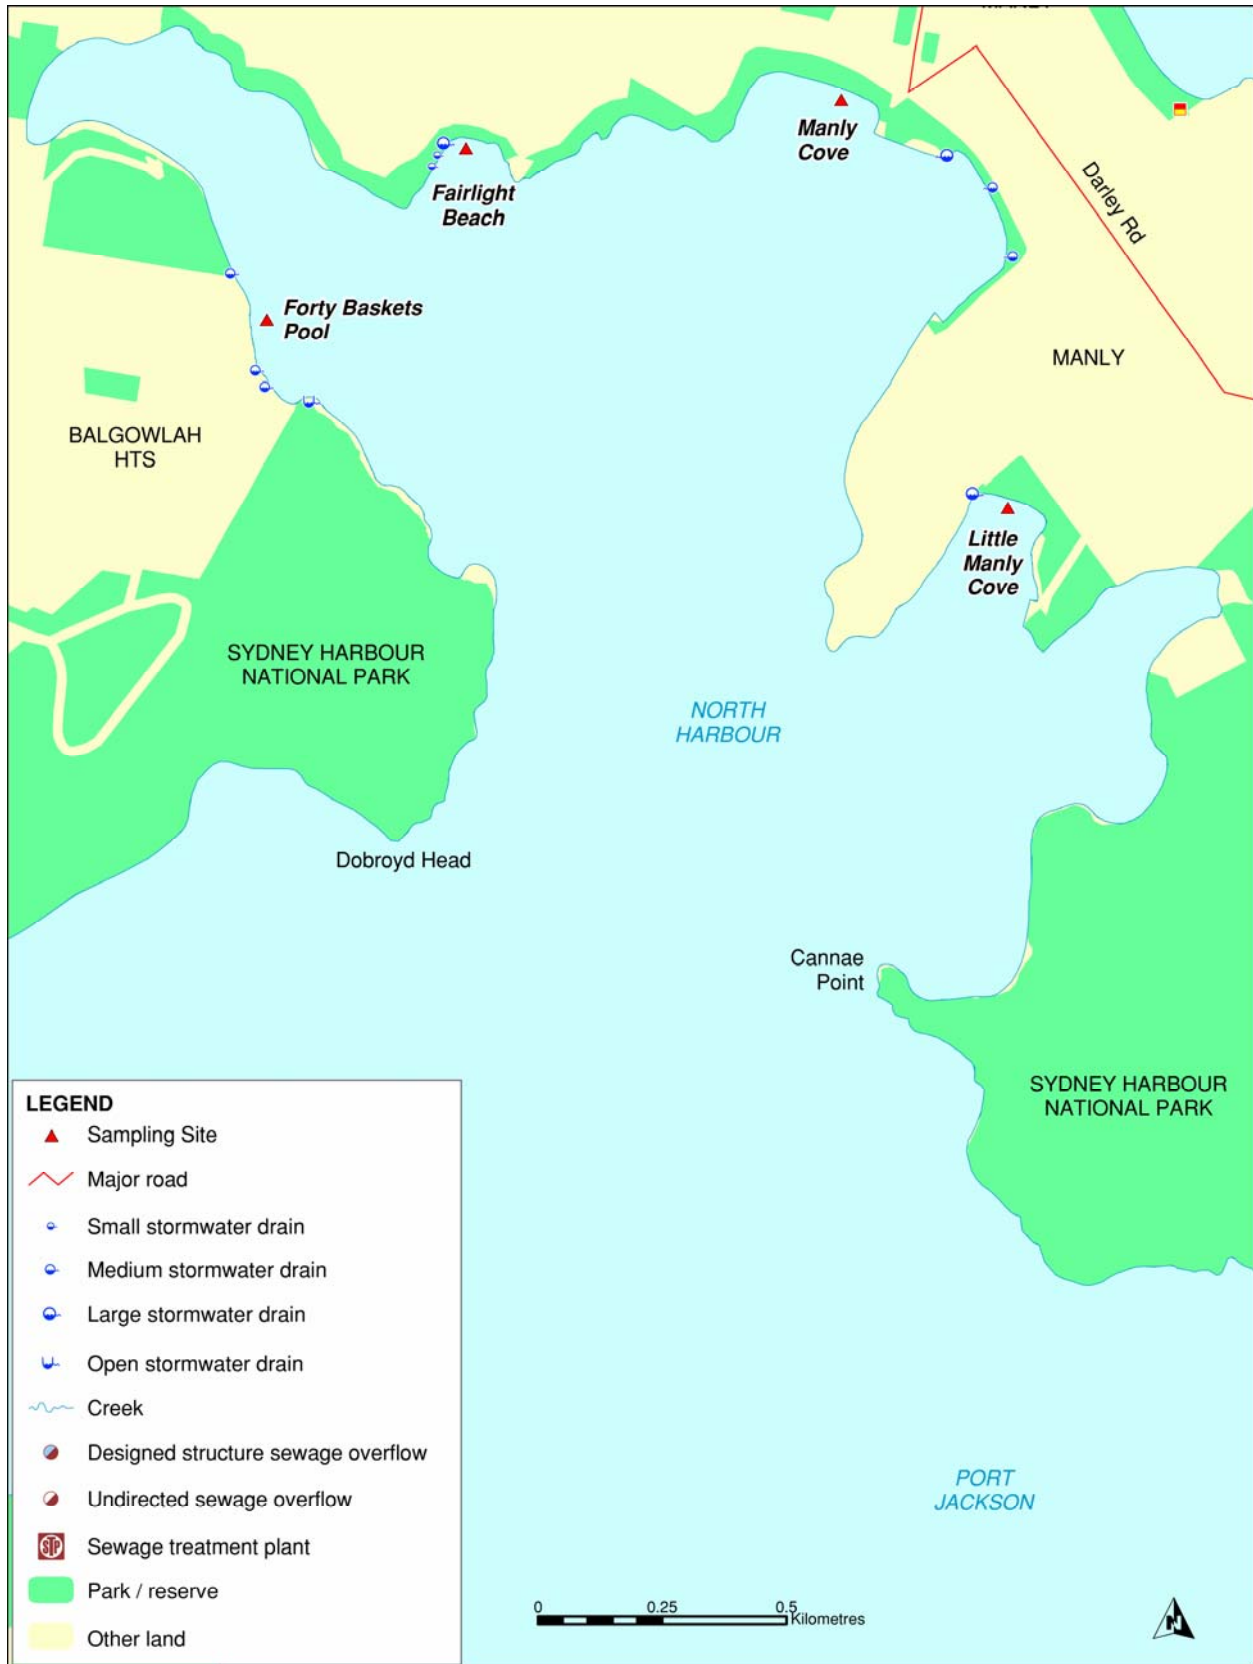 MANLY
Manly
Cove
Fairlight
Beach
Darley Rd
Forty Baskets
Pool
MANLY
BALGOWLAH
HTS
Little
Manly
Cove
SYDNEY HARBOUR
NATIONAL PARK
NORTH
HARBOUR
Dobroyd Head
Cannae
Point
SYDNEY HARBOUR
NATIONAL PARK
LEGEND
Sampling Site
Major road
Small stormwater drain
Medium stormwater drain
Large stormwater drain
Open stormwater drain
Creek
Designed structure sewage overflow
Undirected sewage overflow
STP Sewage treatment plant
Park / reserve
Other land
PORT
JACKSON
0 0.25 0.5
Kilometres
N